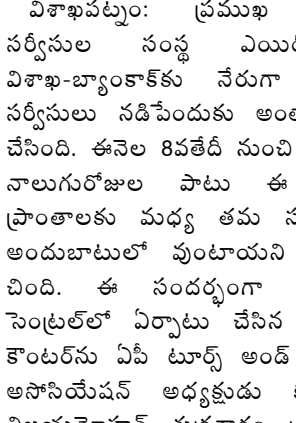 విశాఖపట్నం: ప్రముఖ
సర్వీసుల సంస్థ
విశాఖ-బ్యాంకాక్‌కు నేరుగా
సర్వీసులు నడిపేందుకు
చేసింది. ఈనెల 8వతేదీ నుంచి
నాలుగురోజుల పాటు ఈ
ప్రాంతాలకు మధ్య తమ
అందుబాటులో వుంటాయని
చింది. ఈ సందర్భంగా
సెంట్రల్‌లో ఏర్పాటు చేసిన
కౌంటర్‌ను ఏపీ టూర్స్ అండ్
అసోసియేషన్ అధ్యక్షుడు